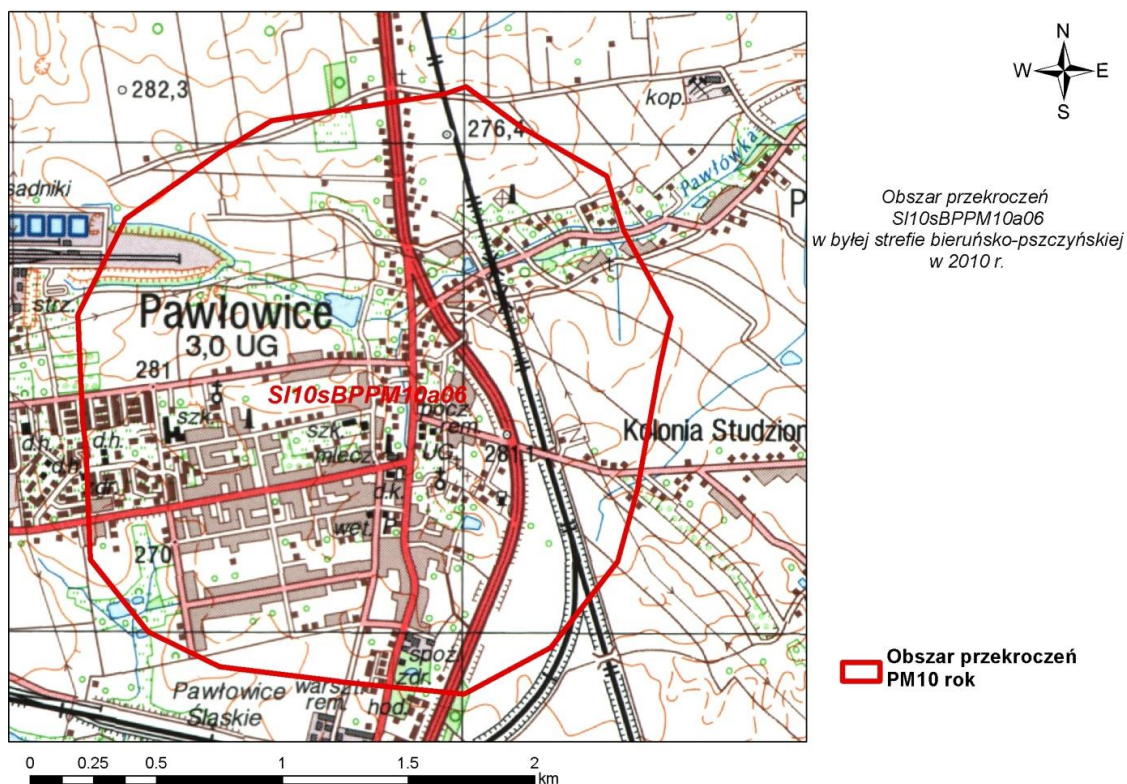 N
W E
S
282,3
kop.
276,4
Pawłówka
sadniki
P
Obszar przekroczeń
Sl10sBPPM10a06
w byłej strefie bieruńsko-pszczyńskiej
w 2010 r.
strz.
Pawłowice
3,0 UG
281
Sl10sBPPM10a06
szk.
pocz.
rem.
Kolonia Studzion
d.h.
d.h.
szk.
mlecz.
UG
281,1
d.h.
zdr.
d.k.
wet.
P.
270
spoż.
zdr.
Pawłowice
Śląskie
warszt.
rem.
hod.
Obszar przekroczeń
PM10 rok
0 0.25 0.5 1 1.5 2
km